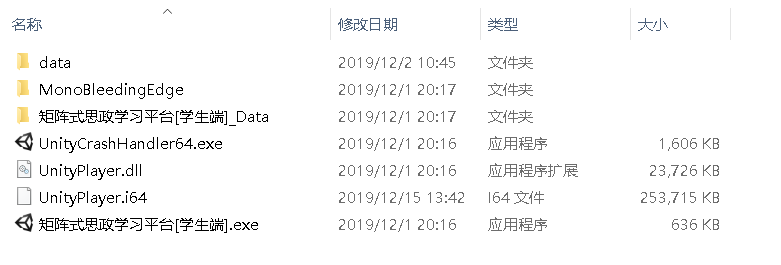 名称 修改日期 类型 大小
data 2019/12/2 10:45 文件夹
MonoBleedingEdge 2019/12/1 20:17 文件夹
矩阵式思政学习平台[学生端]_Data 2019/12/1 20:17 文件夹
UnityCrashHandler64.exe 2019/12/1 20:16 应用程序 1,606 KB
UnityPlayer.dll 2019/12/1 20:16 应用程序扩展 23,726 KB
UnityPlayer.i64 2019/12/15 13:42 I64 文件 253,715 KB
矩阵式思政学习平台[学生端].exe 2019/12/1 20:16 应用程序 636 KB